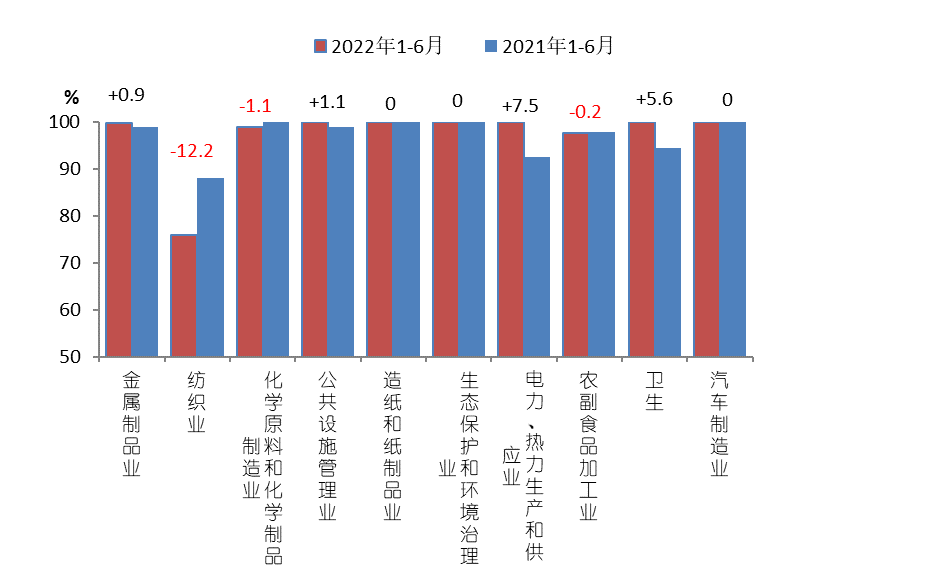 2022年1-6月
2021年1-6月
%
+0.9
-12.2
-1.1
+1.1
0
0
+7.5
-0.2
+5.6
0
100
90
80
70
60
50
金属制品业
纺织业
化学原料和化学制品
制造业
公共设施管理业
造纸和纸制品业
生态保护和环境治理
业
电力、热力生产和供
应业
农副食品加工业
卫生
汽车制造业